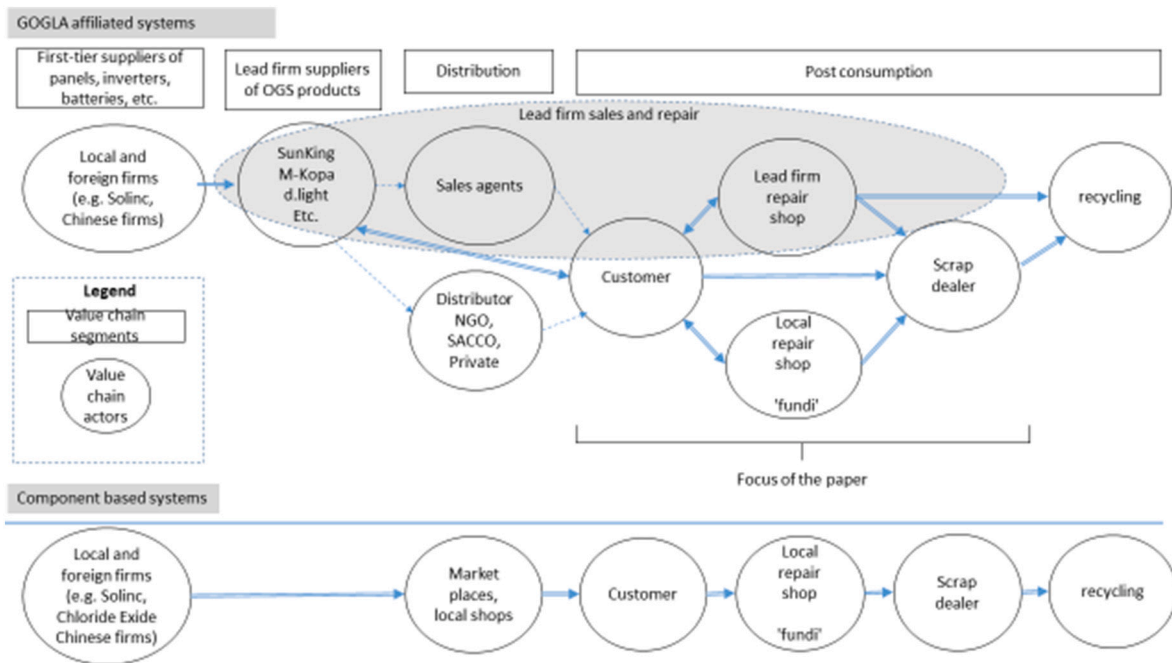 GOGLA affiliated systems
First-tier suppliers of
panels, inverters,
batteries, etc.
Lead firm suppliers
of OGS products
Distribution
Post consumption
Lead firm sales and repair
Local and
foreign firms
(e.g. Solinc,
Chinese firms)
SunKing
M-Kopa
d.light
Etc.
Sales agents
Lead firm
repair
shop
recycling
Customer
Scrap
dealer
Distributor
NGO,
SACCO,
Private
Local
repair
shop
'fundi'
Legend
Value chain
segments
Value
chain
actors
Focus of the paper
Component based systems
Local and
foreign firms
(e.g. Solinc,
Chloride Exide
Chinese firms)
Market
places,
local shops
Customer
Local
repair
shop
'fundi'
Scrap
dealer
recycling